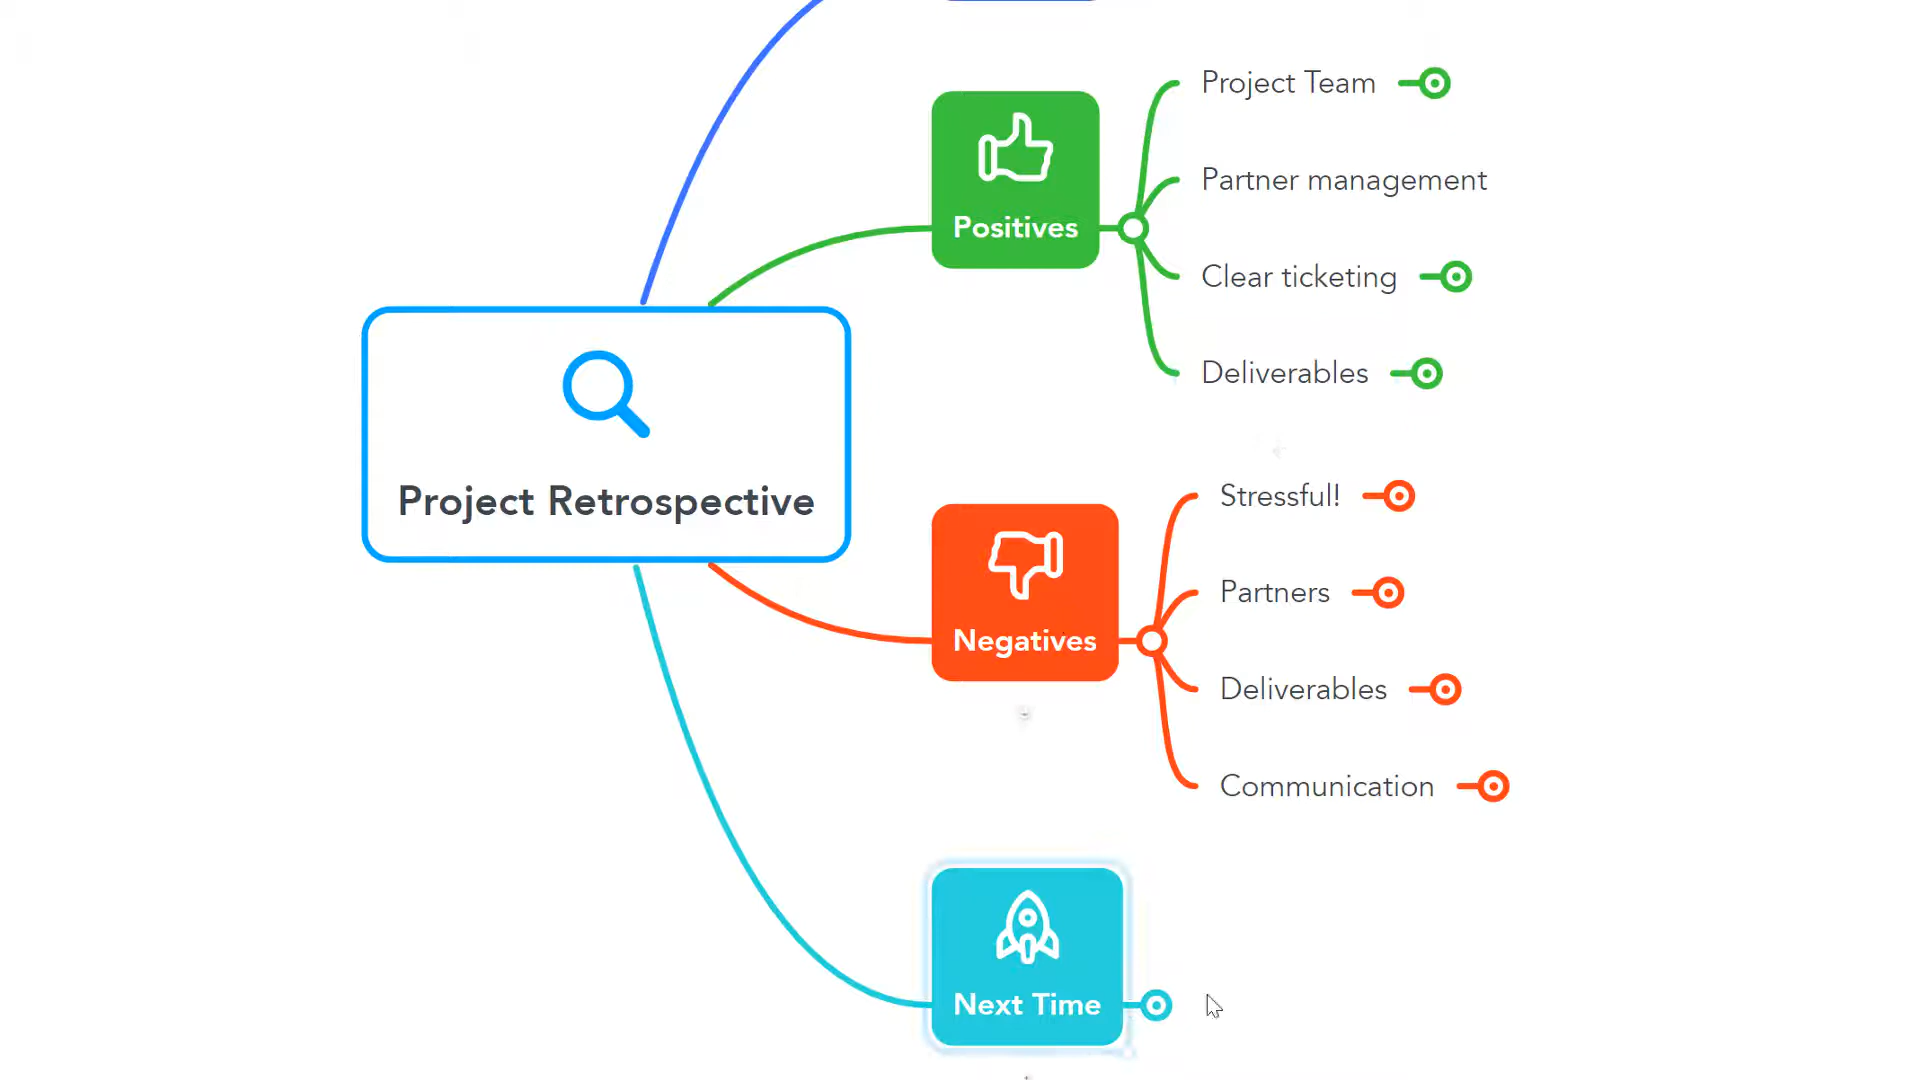 Project Retrospective
Positives
Project Team
Partner management
Clear ticketing
Deliverables
Negatives
Stressful!
Partners
Deliverables
Communication
Next Time